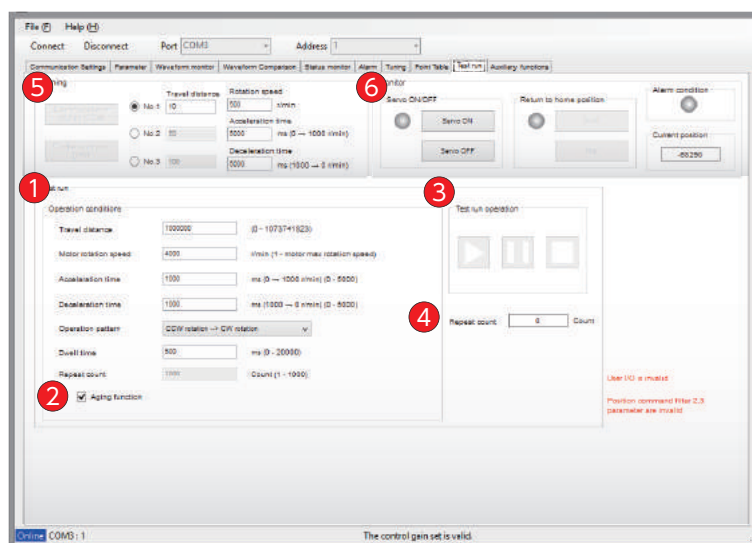 File (F) Help (H)
Connect Disconnect Port COM3 Address 1
Communication Settings Parameter Waveform monitor Waveform Comparison Status monitor Alarm Tuning Point Table Test run Auxiliary functions
5
6
Travel distance Rotation speed
No.1 10 500 r/min
Acceleration time
No.2 50 5000 ms (0 → 1000 r/min)
Deceleration time
No.3 100 5000 ms (1000 → 0 r/min)
Servo ON/OFF
Servo ON
Servo OFF
Return to home position
Alarm condition
Current position
-66290
1
Operation conditions
Travel distance 1000000 (0 - 1073741823)
Motor rotation speed 4000 r/min (1 - motor max rotation speed)
Acceleration time 1000 ms (0 → 1000 r/min) (0 - 5000)
Deceleration time 1000 ms (1000 → 0 r/min) (0 - 5000)
Operation pattern CCW rotation --> CW rotation
Dwell time 500 ms (0 - 20000)
Repeat count 1000 Count (1 - 1000)
2
Aging function
3
Test run operation
4
Repeat count 0 Count
User I/O is invalid
Position command filter 2,3
parameter are invalid
Online COM3 : 1 The control gain set is valid.